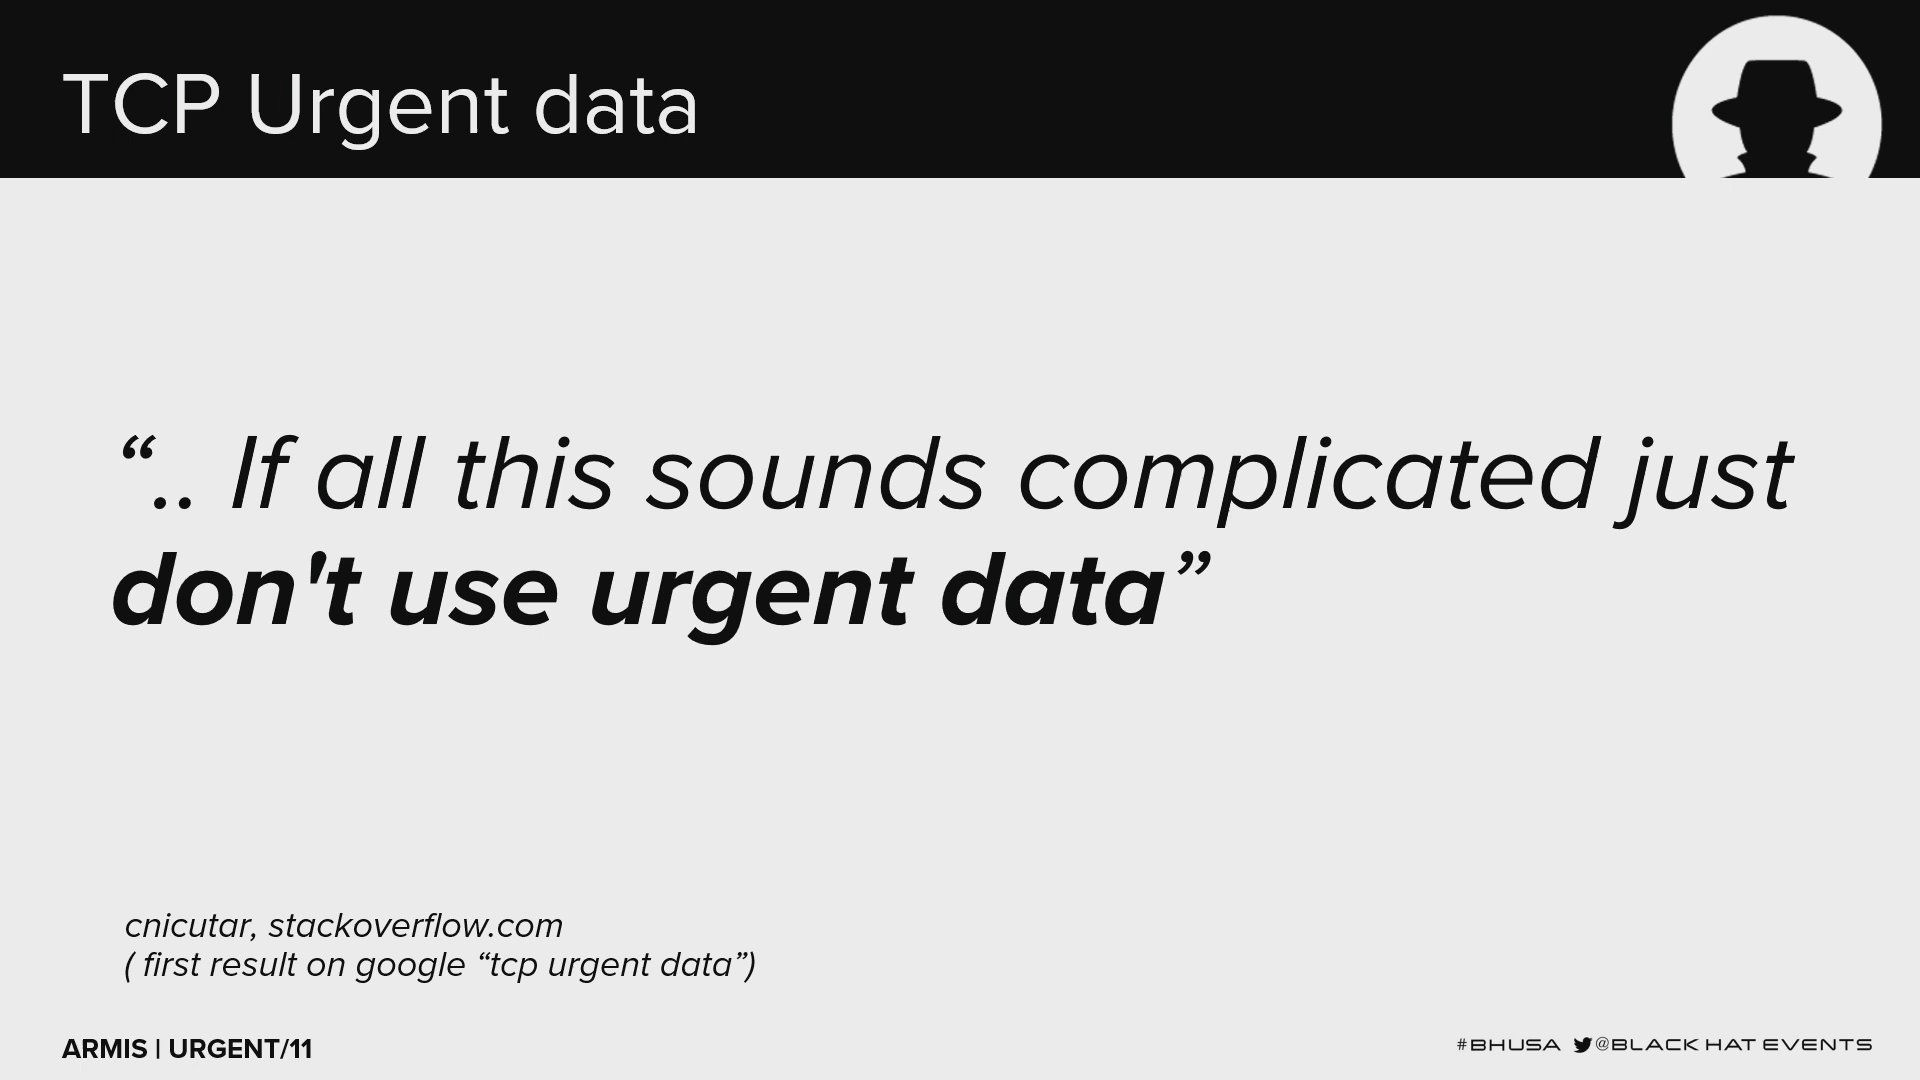 TCP Urgent data
“.. If all this sounds complicated just
don't use urgent data”
cnicutar, stackoverflow.com
( first result on google “tcp urgent data”)
ARMIS | URGENT/11
#BHUSA @BLACK HAT EVENTS